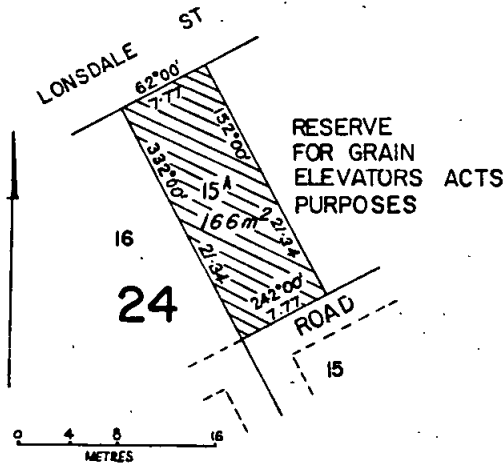 LONSDALE ST
62°00'
7.77
152°00'
21.34
RESERVE
FOR GRAIN
ELEVATORS ACTS
PURPOSES
332°00'
21.34
15A
166m²
16
24
242°00'
7.77
ROAD
15
0 4 8 16
METRES